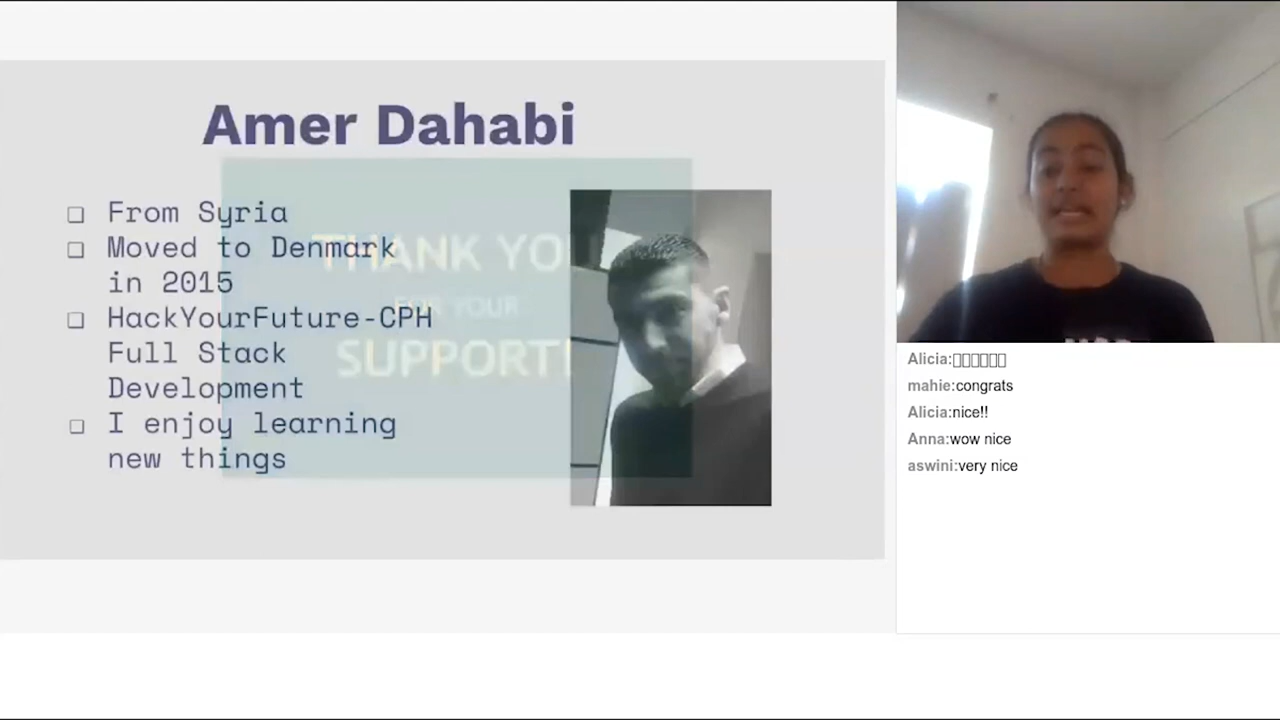 Amer Dahabi
❏ From Syria
❏ Moved to Denmark
in 2015
❏ HackYourFuture-CPH
Full Stack
Development
❏ I enjoy learning
new things
THANK YOU
FOR YOUR
SUPPORT!
Alicia:▯▯▯▯▯▯
mahie:congrats
Alicia:nice!!
Anna:wow nice
aswini:very nice